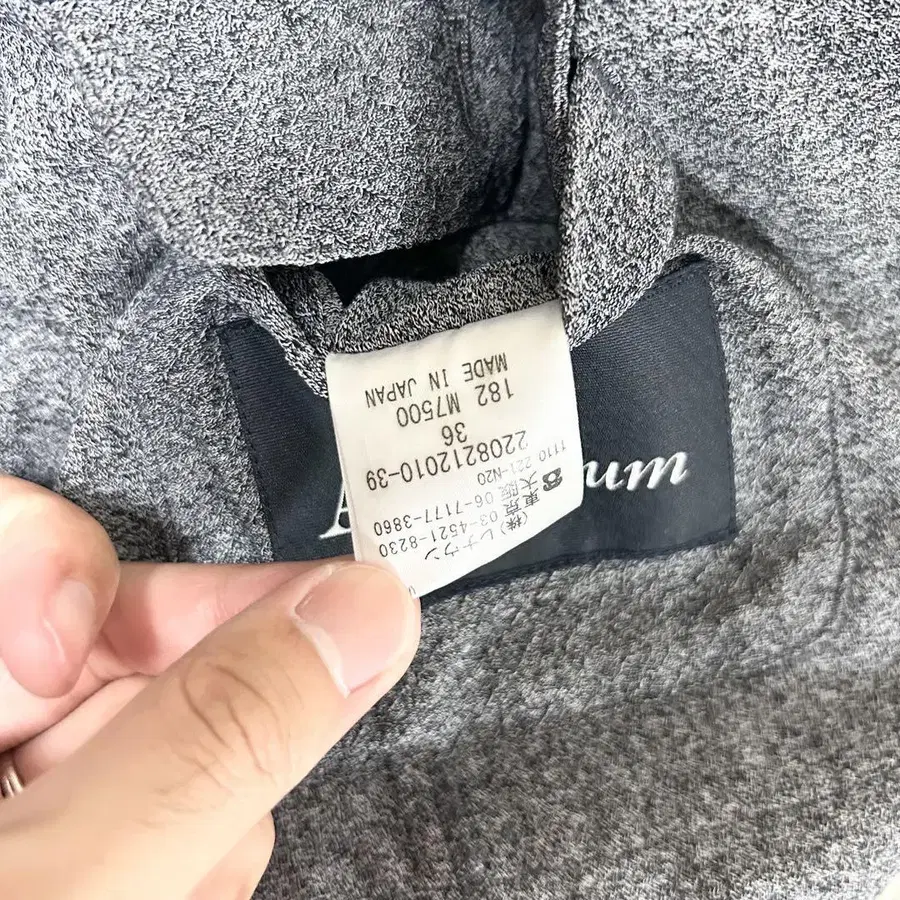 (株) レナウン
東京 03-4521-8230
大阪 06-7177-3860
1110 221-N20
2208212010-39
36
182 M7500
MADE IN JAPAN
um